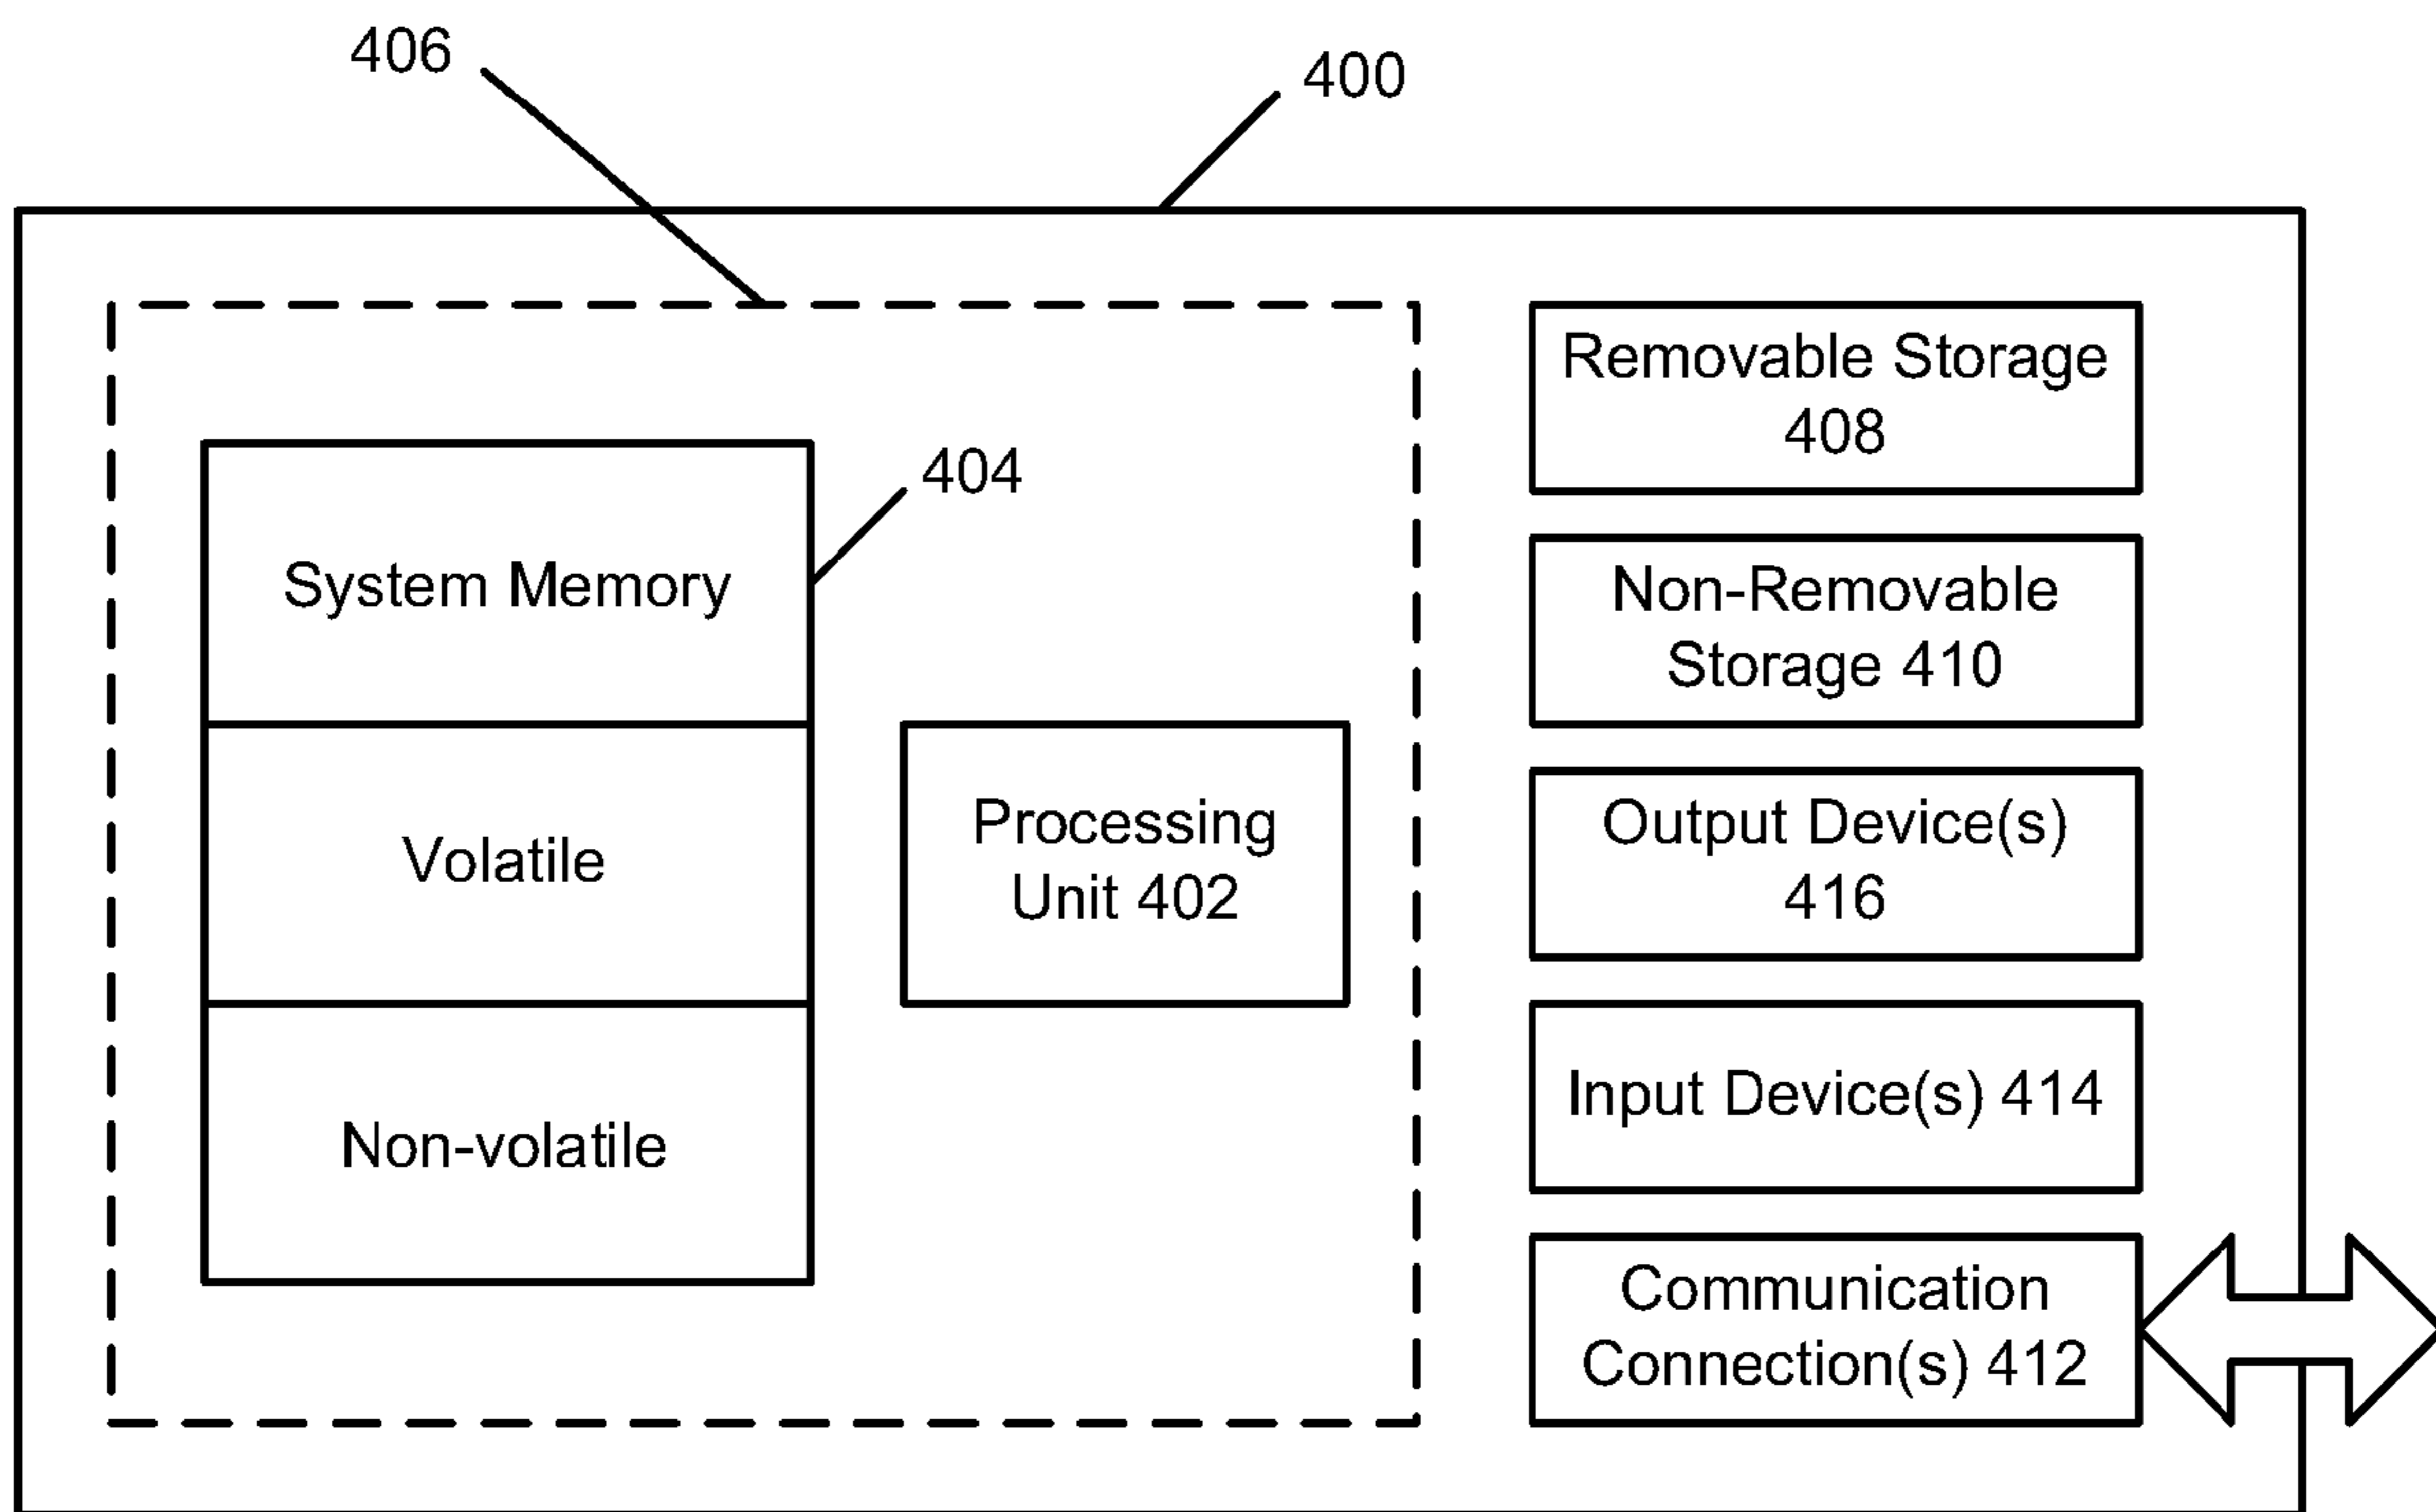 406
400
404
System Memory
Volatile
Non-volatile
Processing
Unit 402
Removable Storage
408
Non-Removable
Storage 410
Output Device(s)
416
Input Device(s) 414
Communication
Connection(s) 412